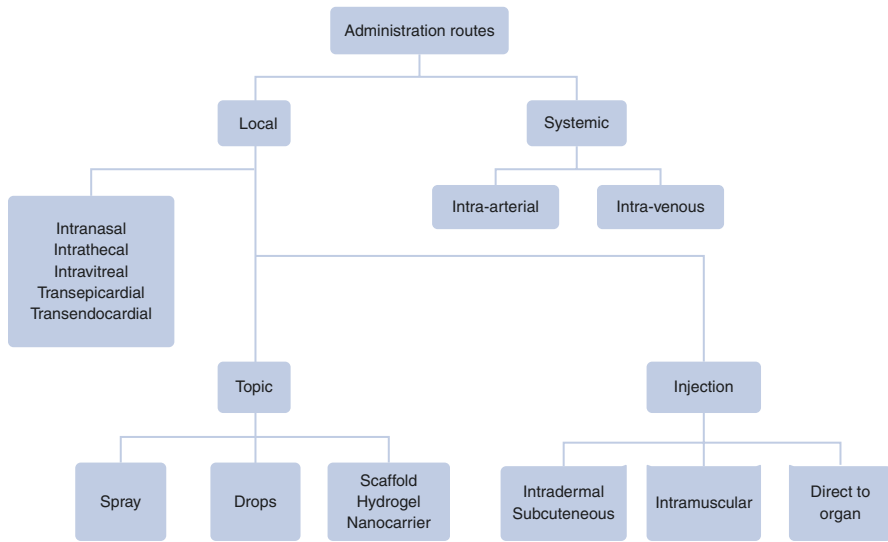 Administration routes
Local
Systemic
Intra-arterial
Intra-venous
Intranasal
Intrathecal
Intravitreal
Transepicardial
Transendocardial
Topic
Injection
Spray
Drops
Scaffold
Hydrogel
Nanocarrier
Intradermal
Subcuteneous
Intramuscular
Direct to
organ